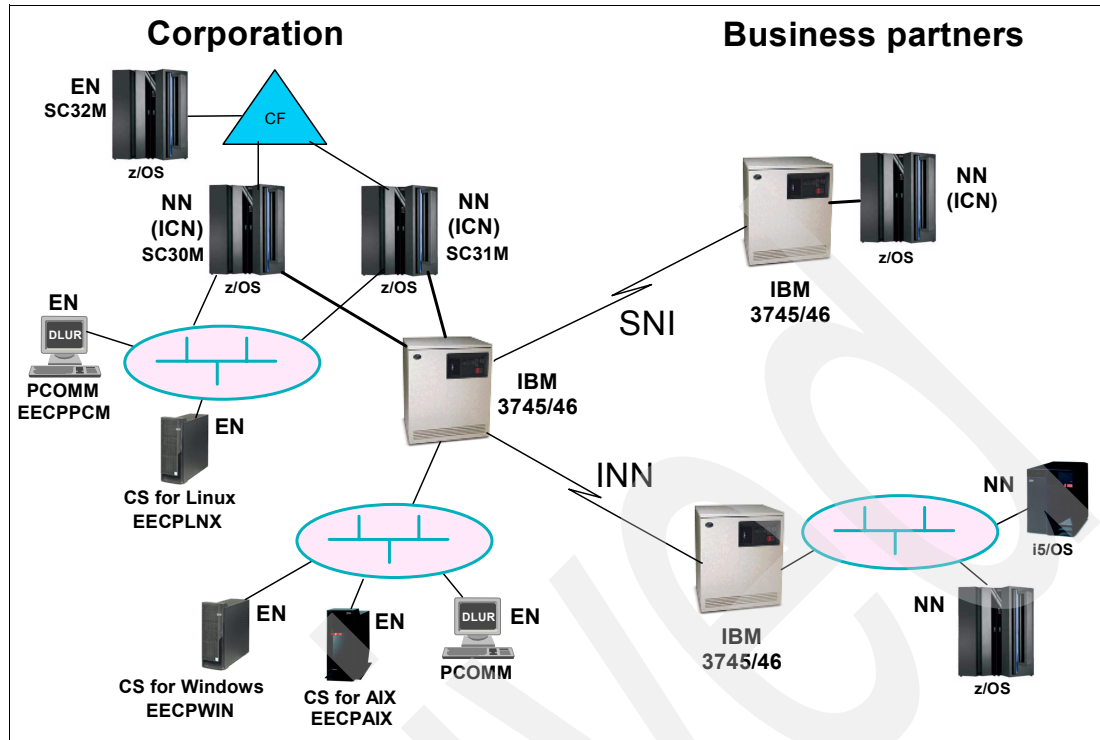 Corporation
Business partners
EN
SC32M
CF
z/OS
NN
(ICN)
SC30M
z/OS
NN
(ICN)
SC31M
z/OS
NN
(ICN)
z/OS
IBM
3745/46
SNI
EN
DLUR
PCOMM
EECPPCM
IBM
3745/46
EN
CS for Linux
EECPLNX
INN
NN
i5/OS
EN
CS for Windows
EECPWIN
EN
CS for AIX
EECPAIX
DLUR
EN
PCOMM
IBM
3745/46
NN
z/OS